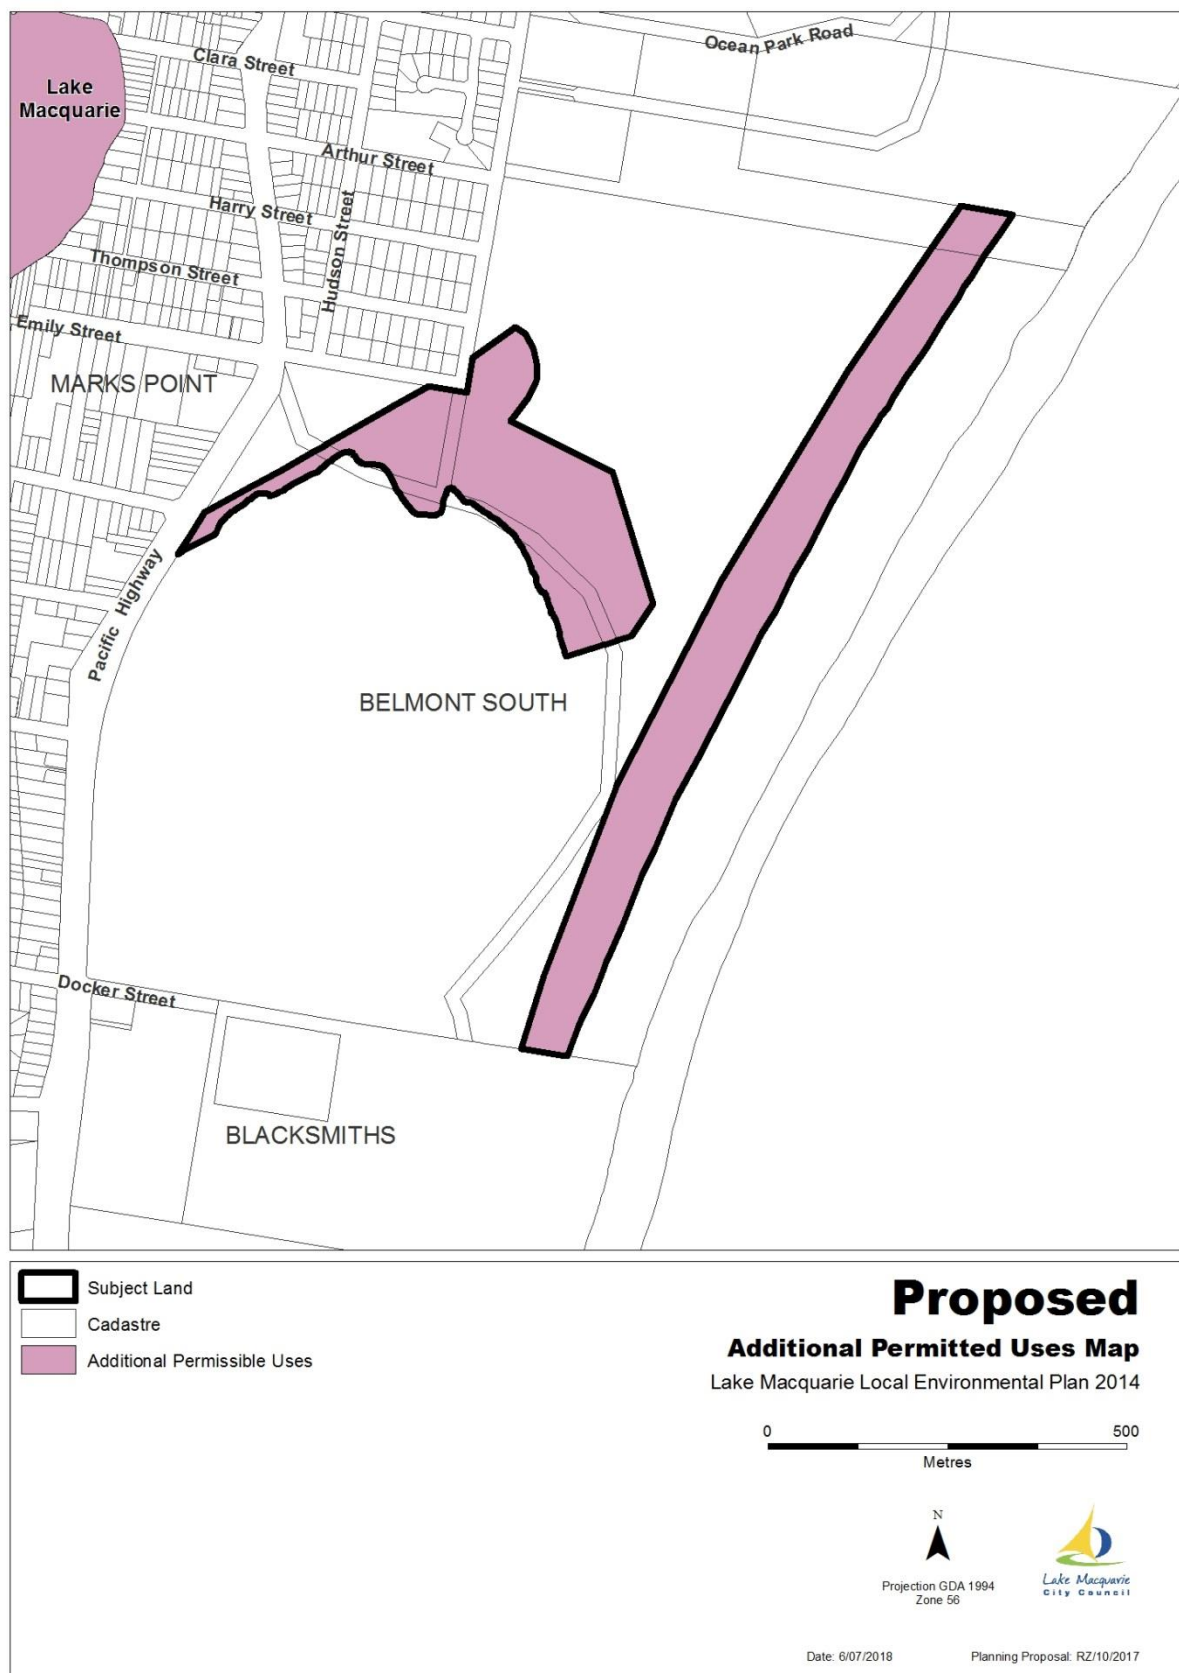 Ocean Park Road
Clara Street
Lake
Macquarie
Arthur Street
Harry Street
Hudson Street
Thompson Street
Emily Street
MARKS POINT
Pacific Highway
BELMONT SOUTH
Docker Street
BLACKSMITHS
Subject Land
Cadastre
Additional Permissible Uses
Proposed
Additional Permitted Uses Map
Lake Macquarie Local Environmental Plan 2014
0 500
Metres
N
Projection GDA 1994
Zone 56
Lake Macquarie
City Council
Date: 6/07/2018 Planning Proposal: RZ/10/2017